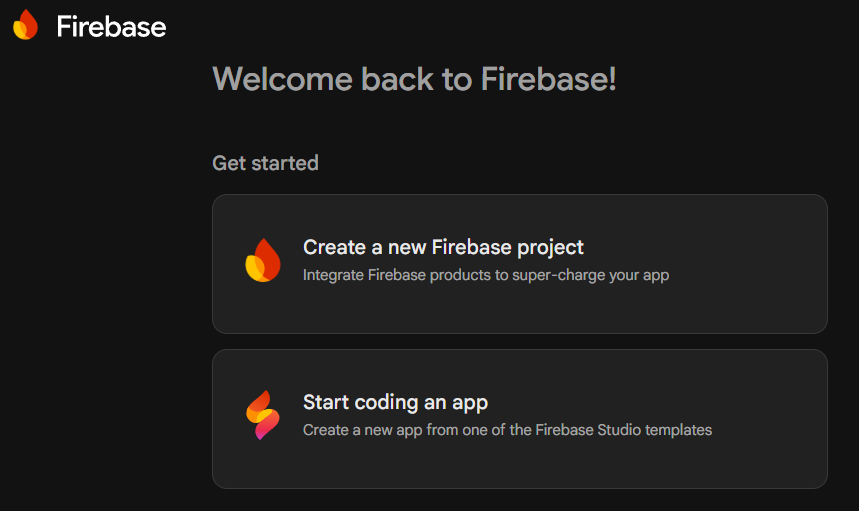 Firebase
Welcome back to Firebase!
Get started
Create a new Firebase project
Integrate Firebase products to super-charge your app
Start coding an app
Create a new app from one of the Firebase Studio templates